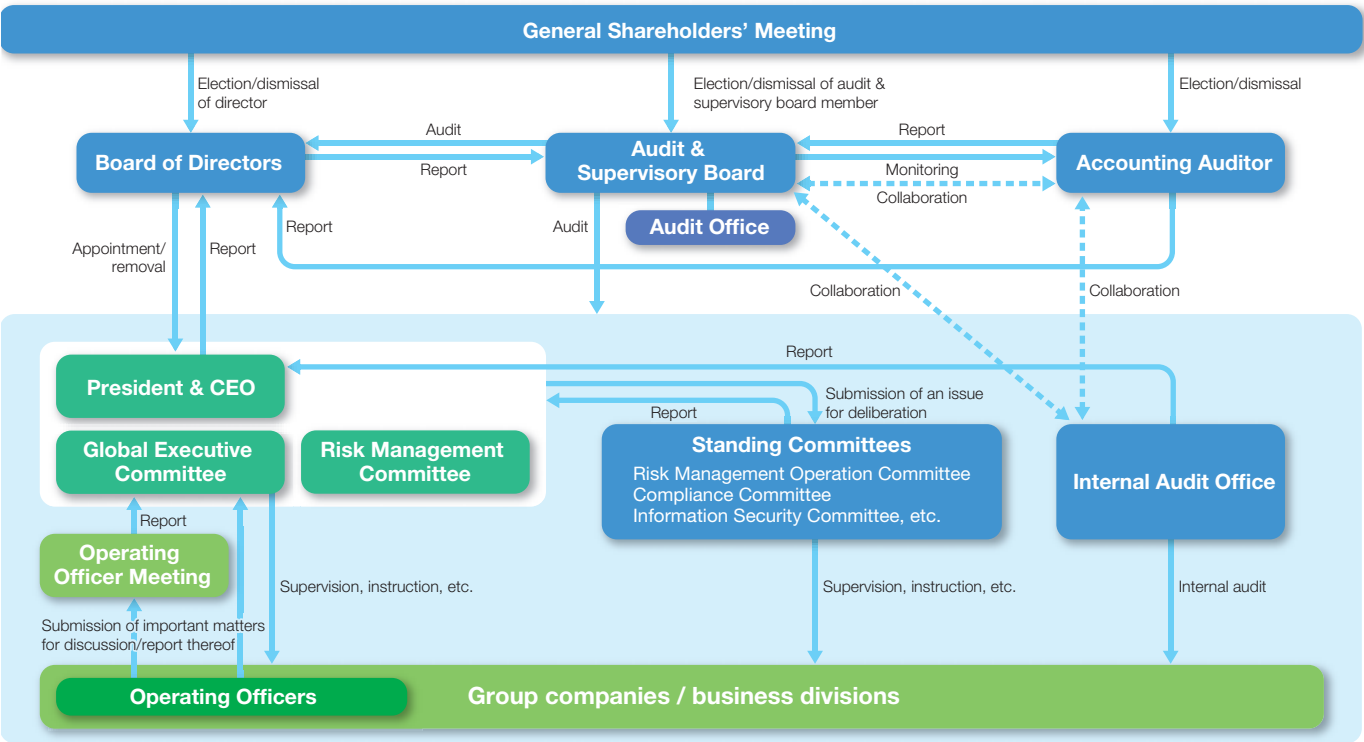 General Shareholders’ Meeting
Election/dismissal
of director
Election/dismissal of audit &
supervisory board member
Election/dismissal
Board of Directors
Audit
Report
Audit &
Supervisory Board
Report
Monitoring
Collaboration
Accounting Auditor
Audit Office
Appointment/
removal
Report
Report
Audit
Collaboration
Collaboration
Report
President & CEO
Submission of an issue
for deliberation
Report
Global Executive
Committee
Risk Management
Committee
Standing Committees
Risk Management Operation Committee
Compliance Committee
Information Security Committee, etc.
Internal Audit Office
Report
Operating
Officer Meeting
Supervision, instruction, etc.
Supervision, instruction, etc.
Internal audit
Submission of important matters
for discussion/report thereof
Operating Officers
Group companies / business divisions